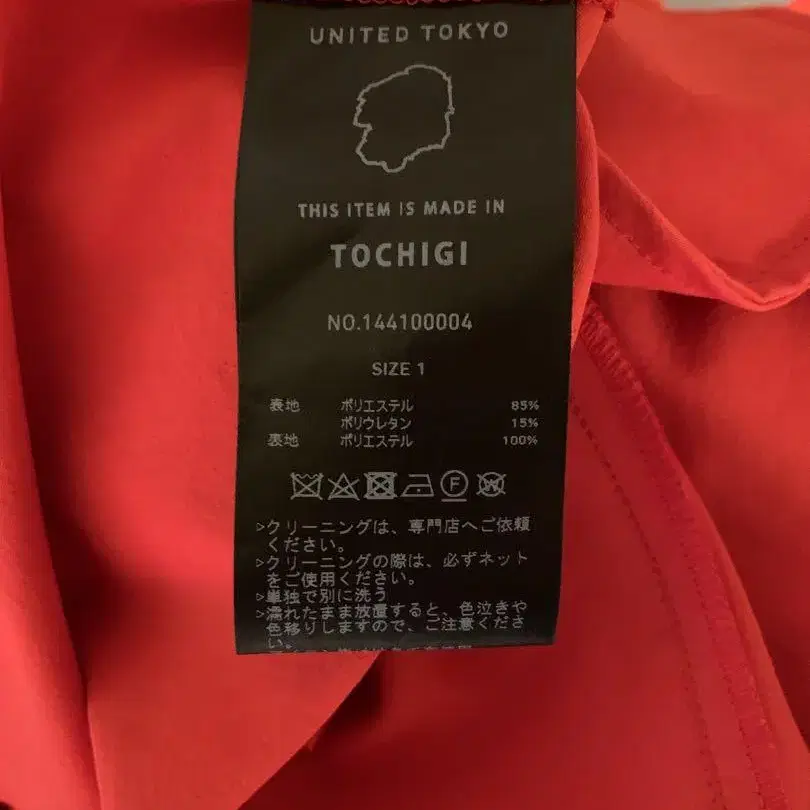 UNITED TOKYO
THIS ITEM IS MADE IN
TOCHIGI
NO.144100004
SIZE 1
表地 ポリエステル 85%
ポリウレタン 15%
裏地 ポリエステル 100%
F
W
>クリーニングは、専門店へご依頼
ください。
>クリーニングの際は、必ずネット
をご使用ください。
>単独で別に洗う
>濡れたまま放置すると、色泣きや
色移りしますので、ご注意くださ
い。